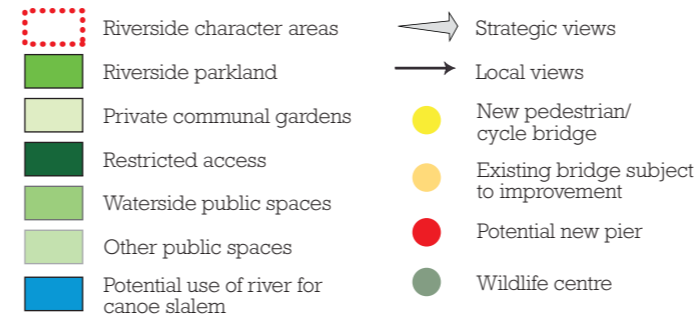 Riverside character areas
Riverside parkland
Private communal gardens
Restricted access
Waterside public spaces
Other public spaces
Potential use of river for
canoe slalem
Strategic views
Local views
New pedestrian/
cycle bridge
Existing bridge subject
to improvement
Potential new pier
Wildlife centre